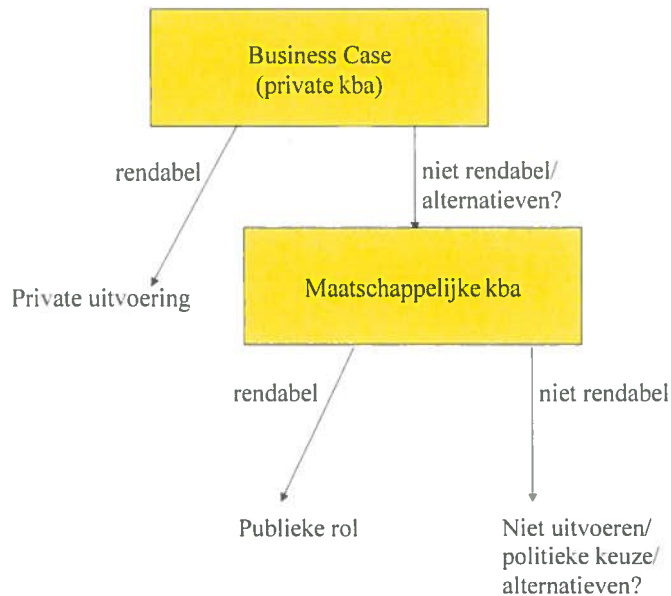 Business Case
(private kba)
rendabel
niet rendabel/
alternatieven?
Private uitvoering
Maatschappelijke kba
rendabel
niet rendabel
Publieke rol
Niet uitvoeren/
politieke keuze/
alternatieven?